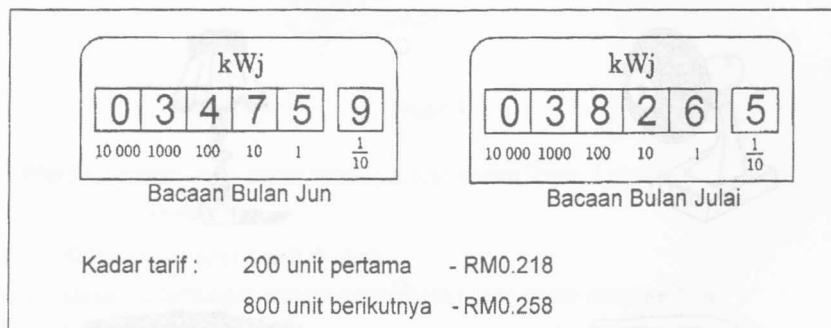 kWj
0 3 4 7 5 9
10 000 1000 100 10 1 1/10
Bacaan Bulan Jun
kWj
0 3 8 2 6 5
10 000 1000 100 10 1 1/10
Bacaan Bulan Julai
Kadar tarif : 200 unit pertama - RM0.218
800 unit berikutnya - RM0.258